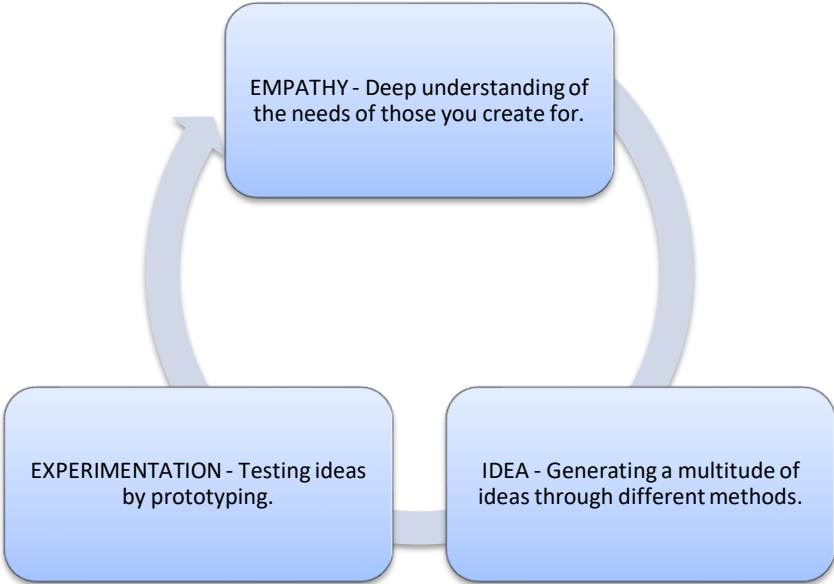 EMPATHY - Deep understanding of
the needs of those you create for.
IDEA - Generating a multitude of
ideas through different methods.
EXPERIMENTATION - Testing ideas
by prototyping.